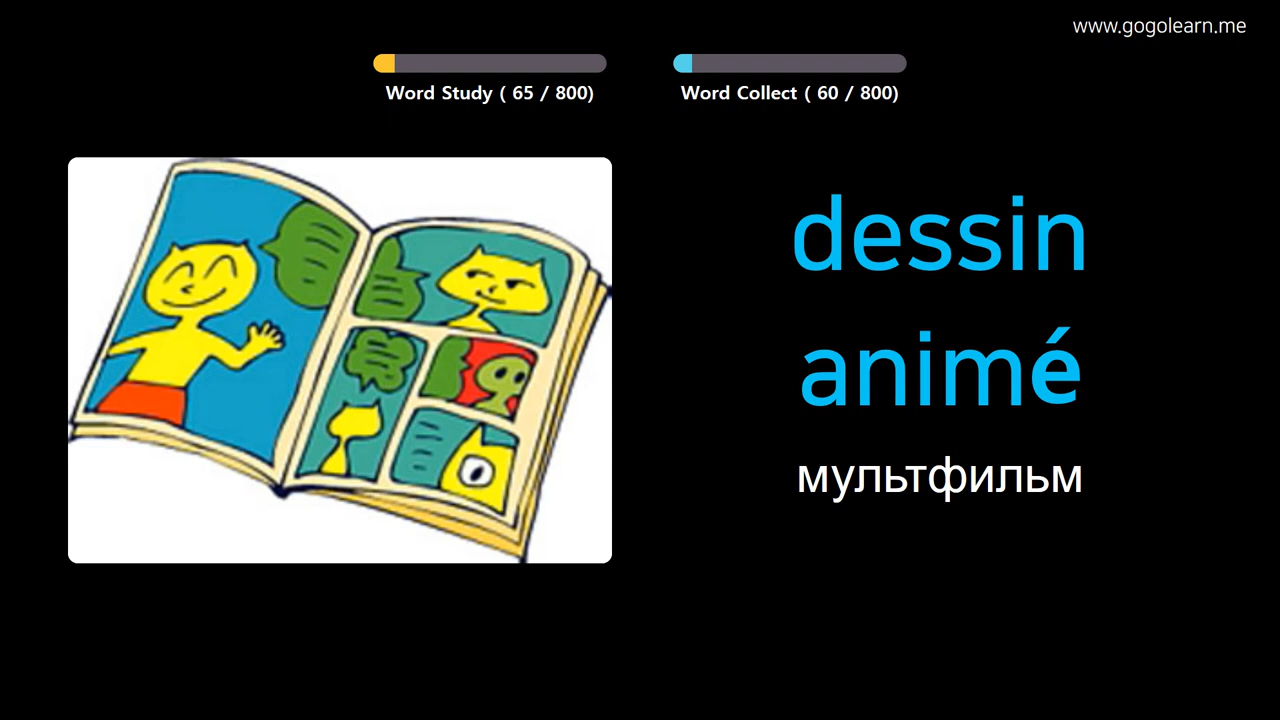 www.gogolearn.me
Word Study ( 65 / 800)
Word Collect ( 60 / 800)
dessin
animé
мультфильм